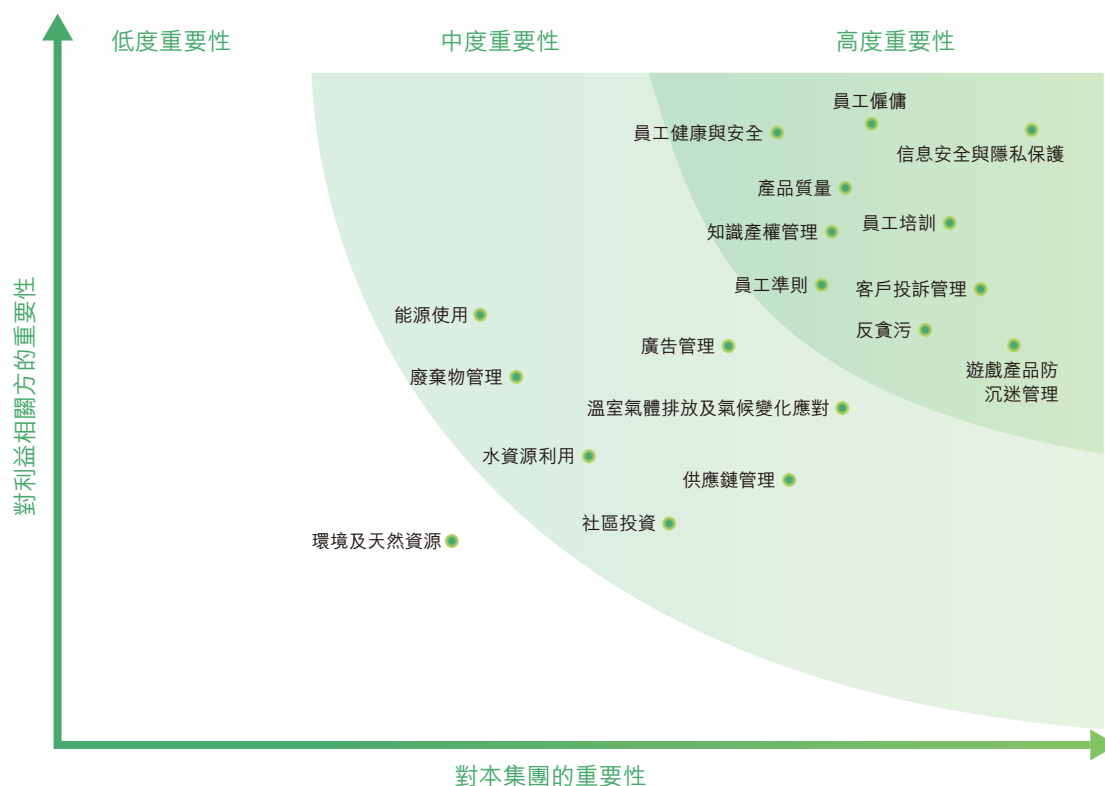 低度重要性
中度重要性
高度重要性
員工僱傭
員工健康與安全
信息安全與隱私保護
產品質量
員工培訓
知識產權管理
員工準則
客戶投訴管理
能源使用
反貪污
廣告管理
遊戲產品防
沉迷管理
廢棄物管理
溫室氣體排放及氣候變化應對
水資源利用
供應鏈管理
社區投資
環境及天然資源
對利益相關方的重要性
對本集團的重要性